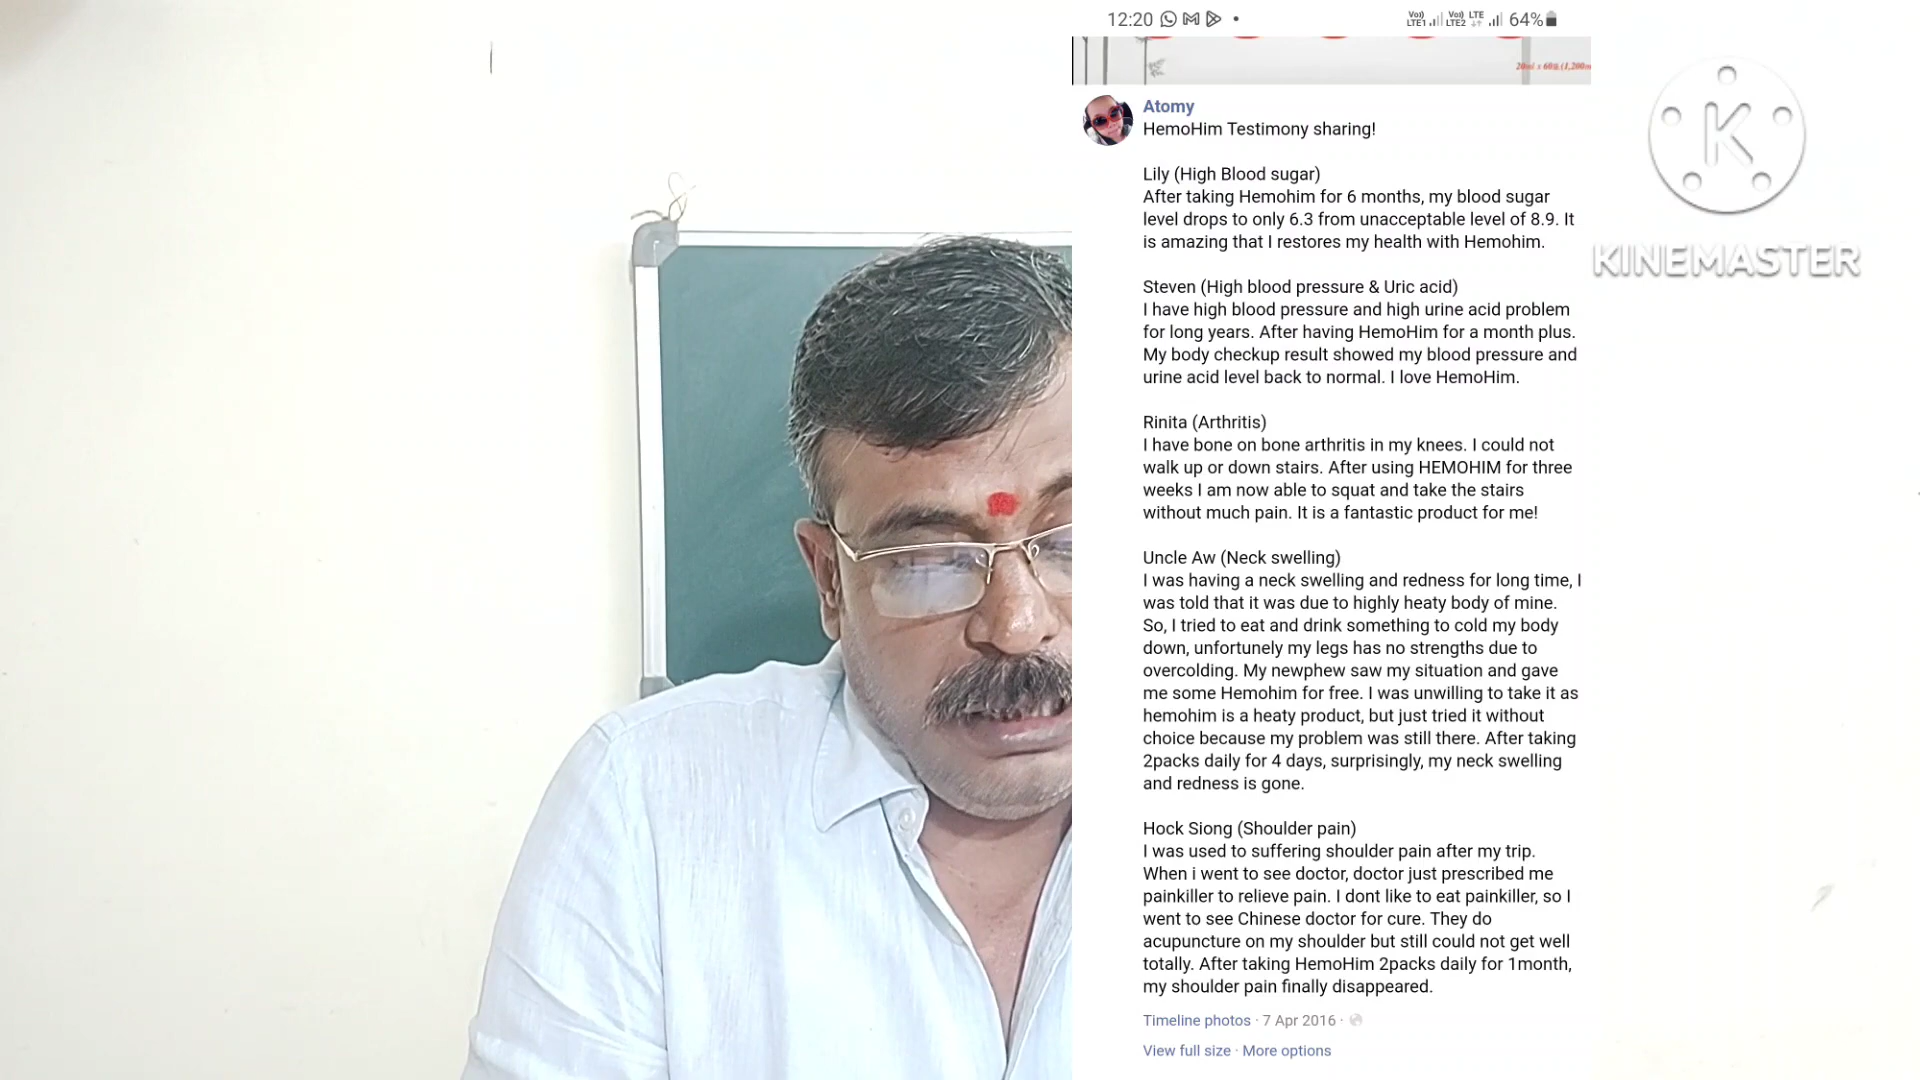 12:20
Vo) LTE1 Vo) LTE2 LTE 64%
20ml x 60포(1,200m
Atomy
HemoHim Testimony sharing!
Lily (High Blood sugar)
After taking Hemohim for 6 months, my blood sugar
level drops to only 6.3 from unacceptable level of 8.9. It
is amazing that I restores my health with Hemohim.
Steven (High blood pressure & Uric acid)
I have high blood pressure and high urine acid problem
for long years. After having HemoHim for a month plus.
My body checkup result showed my blood pressure and
urine acid level back to normal. I love HemoHim.
Rinita (Arthritis)
I have bone on bone arthritis in my knees. I could not
walk up or down stairs. After using HEMOHIM for three
weeks I am now able to squat and take the stairs
without much pain. It is a fantastic product for me!
Uncle Aw (Neck swelling)
I was having a neck swelling and redness for long time, I
was told that it was due to highly heaty body of mine.
So, I tried to eat and drink something to cold my body
down, unfortunely my legs has no strengths due to
overcolding. My newphew saw my situation and gave
me some Hemohim for free. I was unwilling to take it as
hemohim is a heaty product, but just tried it without
choice because my problem was still there. After taking
2packs daily for 4 days, surprisingly, my neck swelling
and redness is gone.
Hock Siong (Shoulder pain)
I was used to suffering shoulder pain after my trip.
When i went to see doctor, doctor just prescribed me
painkiller to relieve pain. I dont like to eat painkiller, so I
went to see Chinese doctor for cure. They do
acupuncture on my shoulder but still could not get well
totally. After taking HemoHim 2packs daily for 1month,
my shoulder pain finally disappeared.
Timeline photos · 7 Apr 2016 ·
View full size · More options
K
KINEMASTER